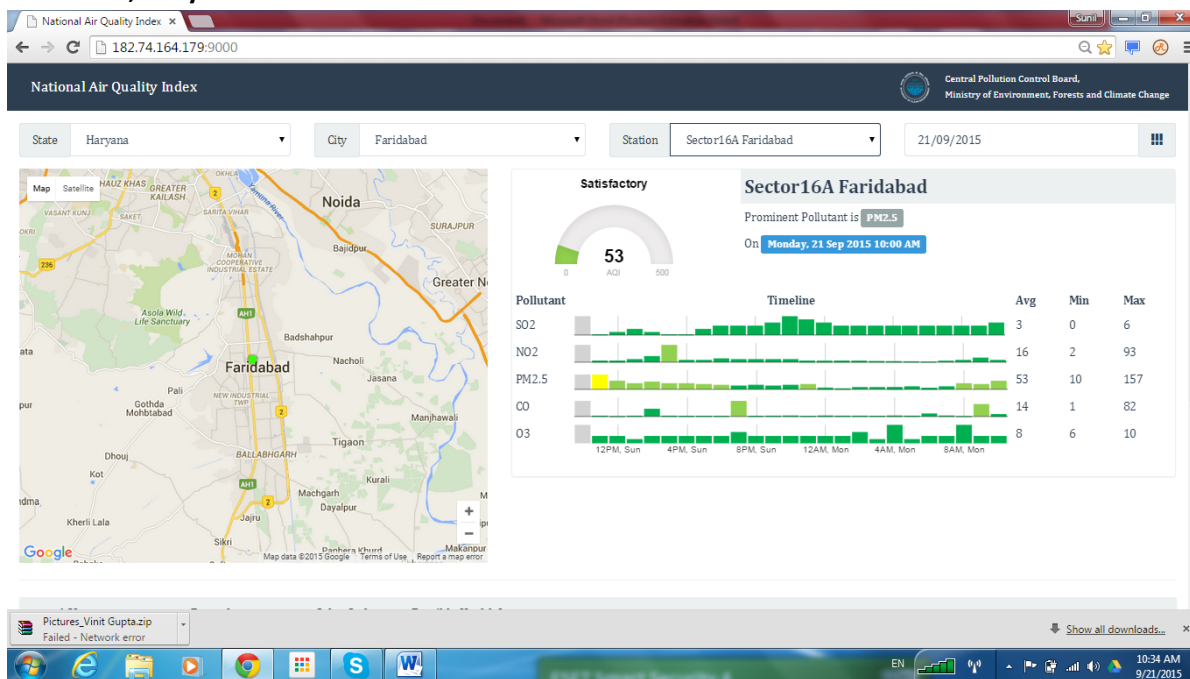 National Air Quality Index ×
Sunil
182.74.164.179:9000
National Air Quality Index
Central Pollution Control Board,
Ministry of Environment, Forests and Climate Change
State Haryana City Faridabad Station Sector16A Faridabad 21/09/2015
Map Satellite
HAUZ KHAS
GREATER
KAILASH
OKHLA
2
Noida
VASANT KUNJ
SAKET
SARITA VIHAR
Yamuna River
SURAJPUR
Bajidpur
236
MOHAN
COOPERATIVE
INDUSTRIAL ESTATE
Greater N
Asola Wild
Life Sanctuary
AH1
Badshahpur
Faridabad
Nacholi
Jasana
Pali
NEW INDUSTRIAL
TWP
2
Gothda
Mohbtabad
Manjhawali
Tigaon
Dhouj
BALLABHGARH
Kot
AH1
Kurali
Machgarh
2
Dayalpur
Jajru
Kherli Lala
Sikri
Panhera Khurd
Makanpur
+
−
Google
Map data ©2015 Google Terms of Use Report a map error
Satisfactory
53
0 AQI 500
Sector16A Faridabad
Prominent Pollutant is PM2.5
On Monday, 21 Sep 2015 10:00 AM
Pollutant Timeline Avg Min Max
SO2 3 0 6
NO2 16 2 93
PM2.5 53 10 157
CO 14 1 82
O3 8 6 10
12PM, Sun 4PM, Sun 8PM, Sun 12AM, Mon 4AM, Mon 8AM, Mon
Pictures_Vinit Gupta.zip
Failed - Network error
Show all downloads... ×
EN
10:34 AM
9/21/2015